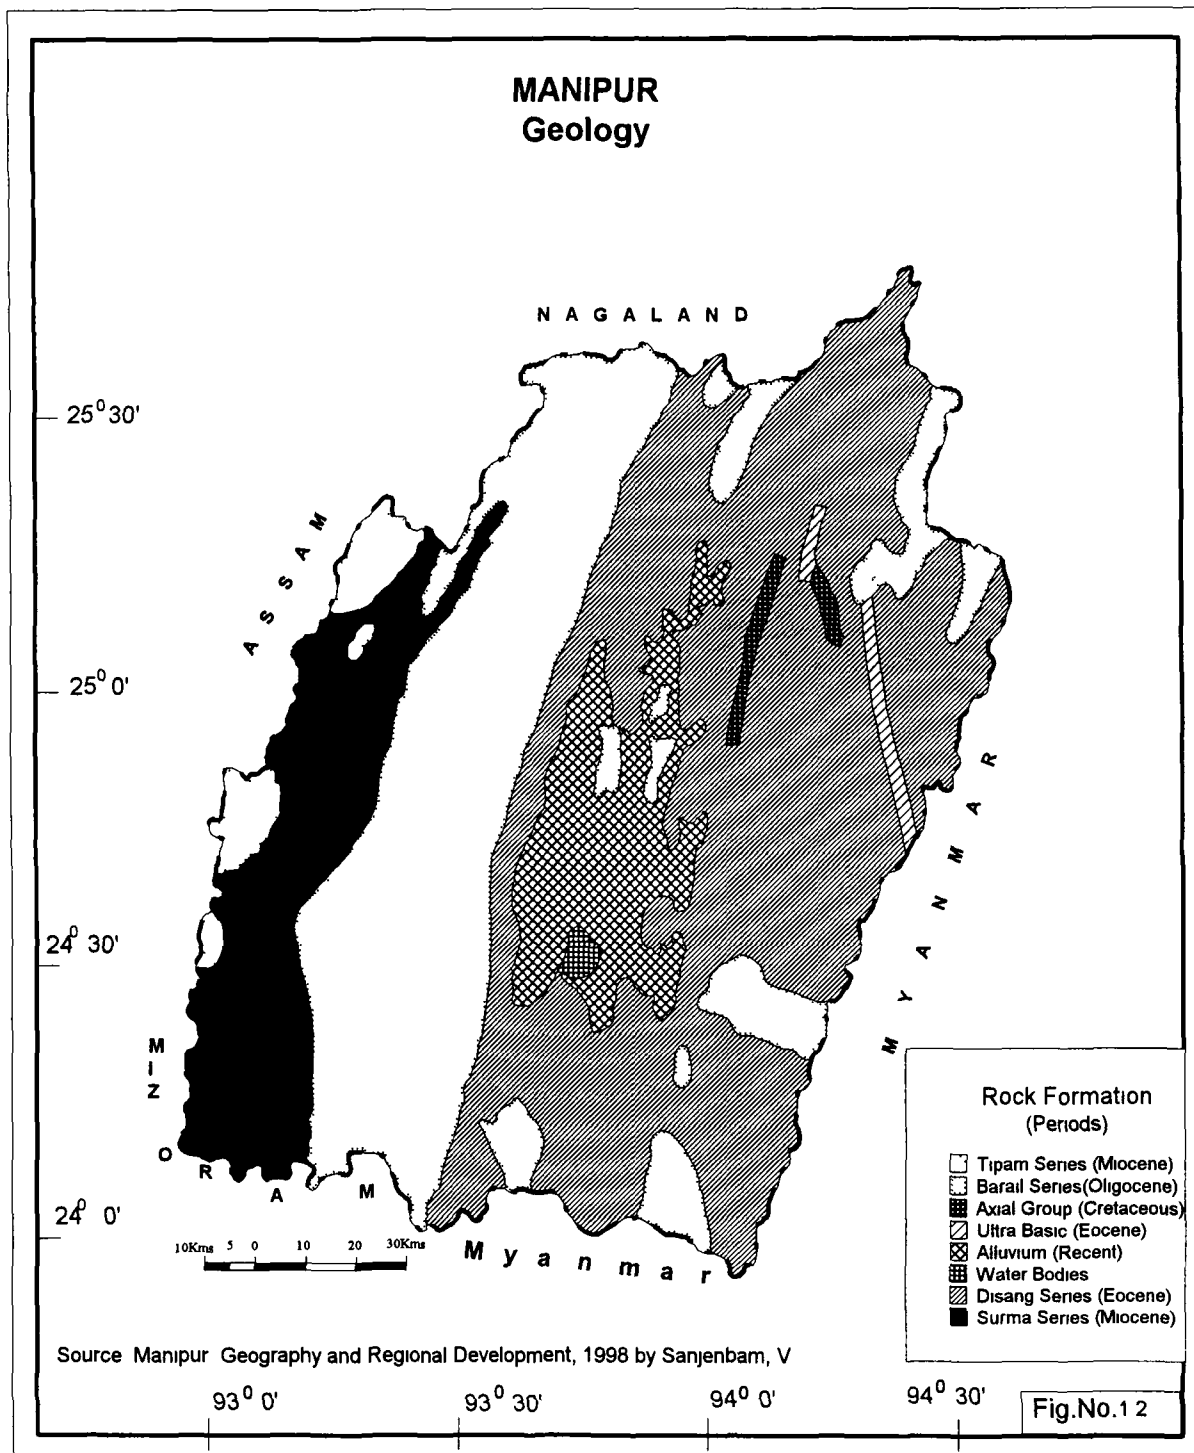 MANIPUR
Geology
NAGALAND
ASSAM
MIZORAM
MYANMAR
Myanmar
25⁰30'
25⁰ 0'
24⁰ 30'
24⁰ 0'
10Kms 5 0 10 20 30Kms
Rock Formation
(Periods)
Tipam Series (Miocene)
Barail Series(Oligocene)
Axial Group (Cretaceous)
Ultra Basic (Eocene)
Alluvium (Recent)
Water Bodies
Disang Series (Eocene)
Surma Series (Miocene)
Source Manipur Geography and Regional Development, 1998 by Sanjenbam, V
93⁰ 0' 93⁰ 30' 94⁰ 0' 94⁰ 30'
Fig.No.1 2